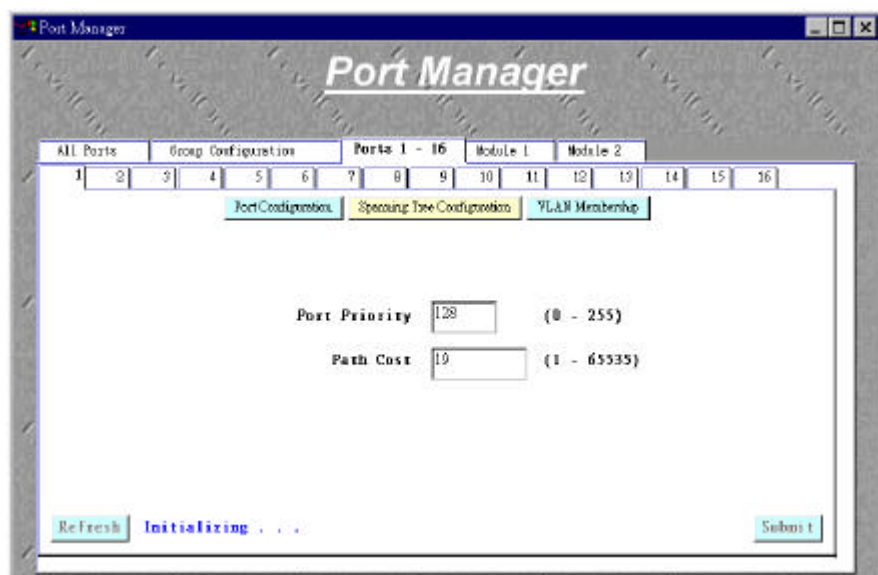 Port Manager
Port Manager
All Ports Group Configuration Ports 1 - 16 Module 1 Module 2
1 2 3 4 5 6 7 8 9 10 11 12 13 14 15 16
Port Configuration Spanning Tree Configuration VLAN Membership
Port Priority 128 (0 - 255)
Path Cost 19 (1 - 65535)
Refresh Initializing . . . Submit